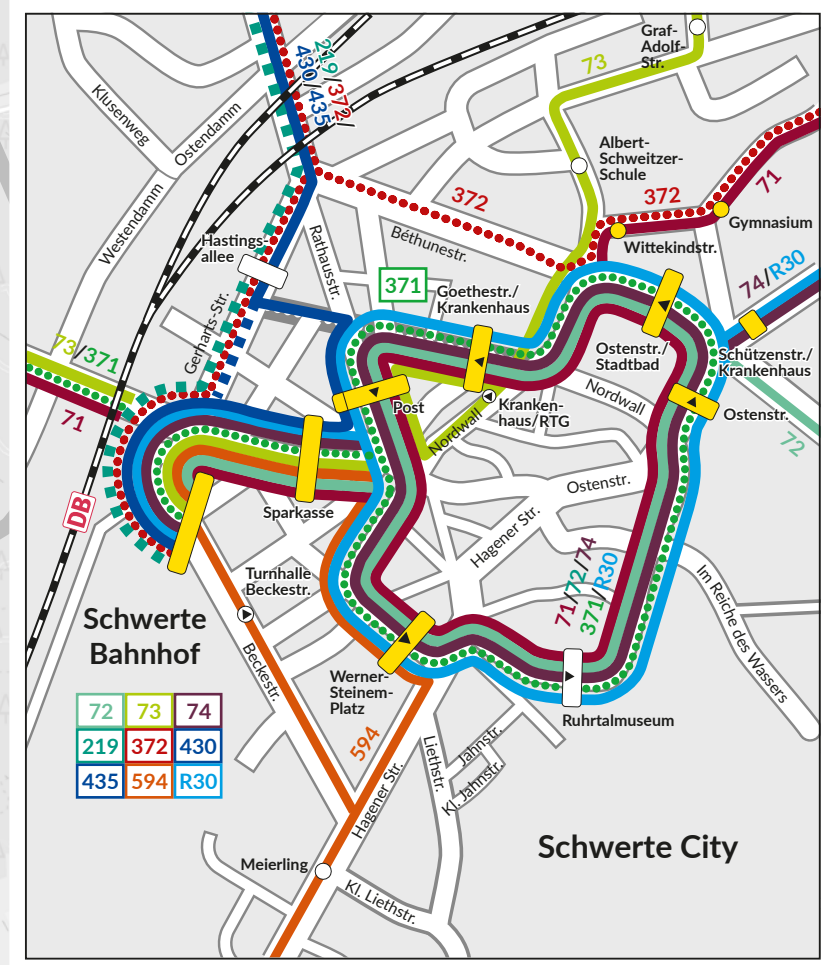 Graf-
Adolf-
Str.
73
219/372/
430/435
Klusenweg
Ostendamm
Albert-
Schweitzer-
Schule
Westendamm
372
372
71
Gymnasium
Wittekindstr.
Hastings-
allee
Rathausstr.
Béthunestr.
74/R30
371
Goethestr./
Krankenhaus
Gerharts-Str.
73/371
71
Ostenstr./
Stadtbad
Schützenstr./
Krankenhaus
Post
Kranken-
haus/RTG
Nordwall
Nordwall
Ostenstr.
72
DB
Sparkasse
Ostenstr.
Hagener Str.
Turnhalle
Beckestr.
71/72/74
371/R30
Im Reiche des Wassers
Schwerte
Bahnhof
Beckestr.
Werner-
Steinem-
Platz
Ruhrtalmuseum
72
73
74
219
372
430
435
594
R30
594
Liethstr.
Jahnstr.
Kl. Jahnstr.
Hagener Str.
Schwerte City
Meierling
Kl. Liethstr.